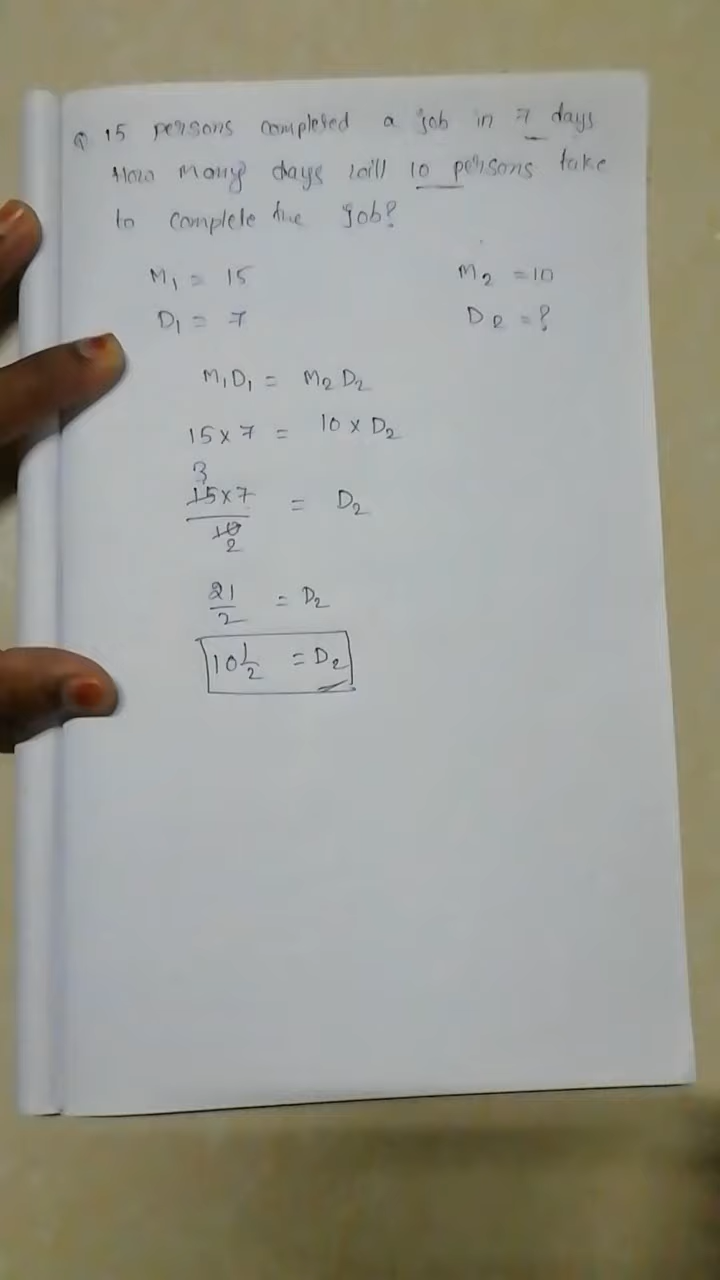 Q 15 persons completed a job in 7 days
How many days will 10 persons take
to complete the job?
M₁ = 15 M₂ = 10
D₁ = 7 D₂ = ?
M₁D₁ = M₂D₂
15 x 7 = 10 x D₂
3
15x7 = D₂
10
2
21 = D₂
2
10 1/2 = D₂